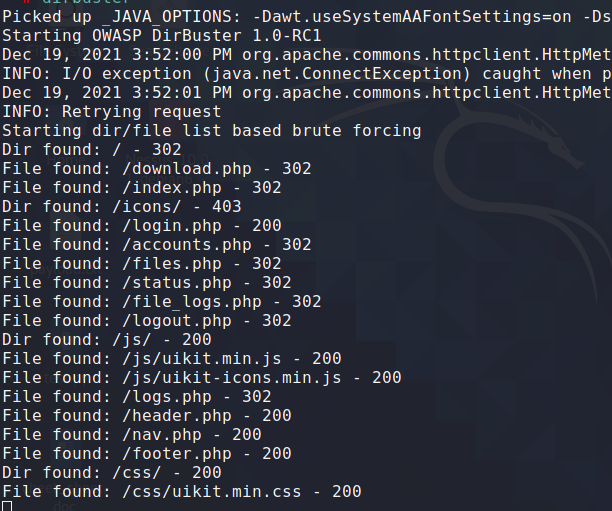 # dirbuster
Picked up _JAVA_OPTIONS: -Dawt.useSystemAAFontSettings=on -Ds
Starting OWASP DirBuster 1.0-RC1
Dec 19, 2021 3:52:00 PM org.apache.commons.httpclient.HttpMet
INFO: I/O exception (java.net.ConnectException) caught when p
Dec 19, 2021 3:52:01 PM org.apache.commons.httpclient.HttpMet
INFO: Retrying request
Starting dir/file list based brute forcing
Dir found: / - 302
File found: /download.php - 302
File found: /index.php - 302
Dir found: /icons/ - 403
File found: /login.php - 200
File found: /accounts.php - 302
File found: /files.php - 302
File found: /status.php - 302
File found: /file_logs.php - 302
File found: /logout.php - 302
Dir found: /js/ - 200
File found: /js/uikit.min.js - 200
File found: /js/uikit-icons.min.js - 200
File found: /logs.php - 302
File found: /header.php - 200
File found: /nav.php - 200
File found: /footer.php - 200
Dir found: /css/ - 200
File found: /css/uikit.min.css - 200